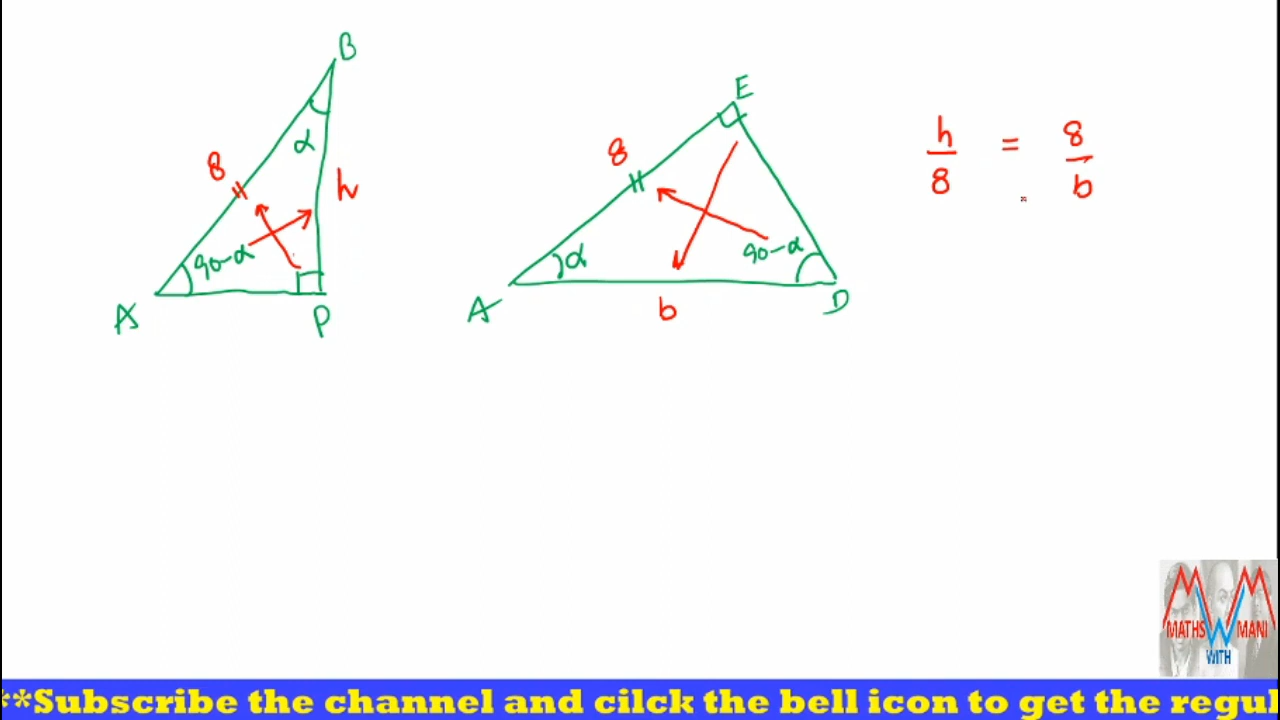 B
α
8
h
90-α
A
P
E
8
α
90-α
A
b
D
h/8 = 8/b
MATHS WITH MANI
**Subscribe the channel and cilck the bell icon to get the regul